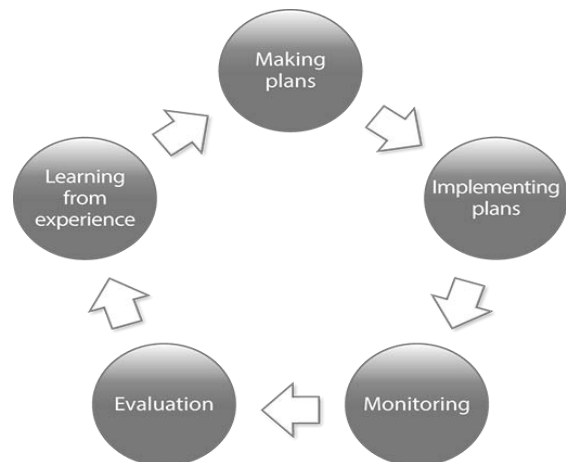 Making
plans
Implementing
plans
Monitoring
Evaluation
Learning
from
experience